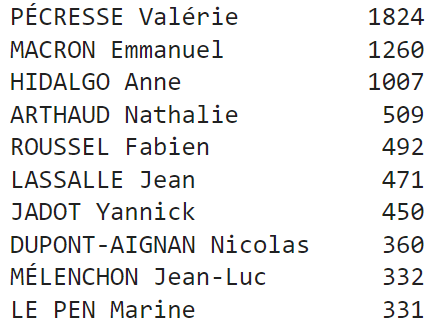 PÉCRESSE Valérie 1824
MACRON Emmanuel 1260
HIDALGO Anne 1007
ARTHAUD Nathalie 509
ROUSSEL Fabien 492
LASSALLE Jean 471
JADOT Yannick 450
DUPONT-AIGNAN Nicolas 360
MÉLENCHON Jean-Luc 332
LE PEN Marine 331